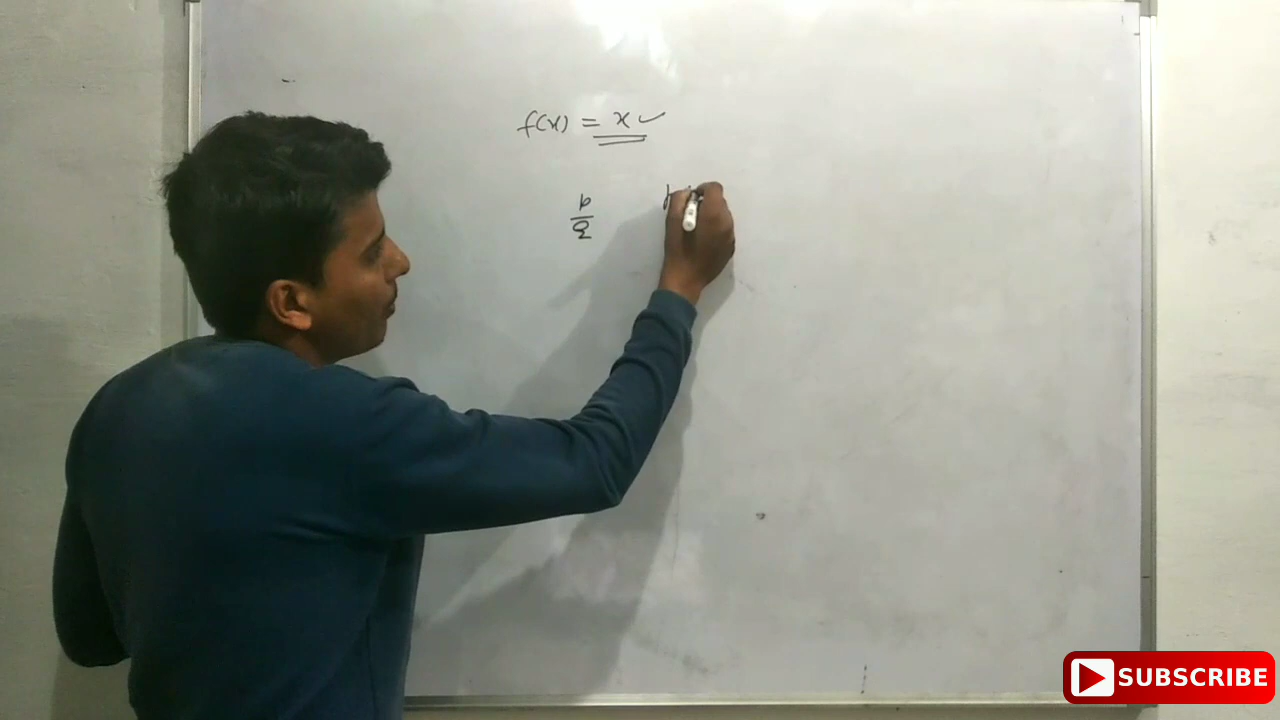 f(x) = x ✓
p/q
SUBSCRIBE